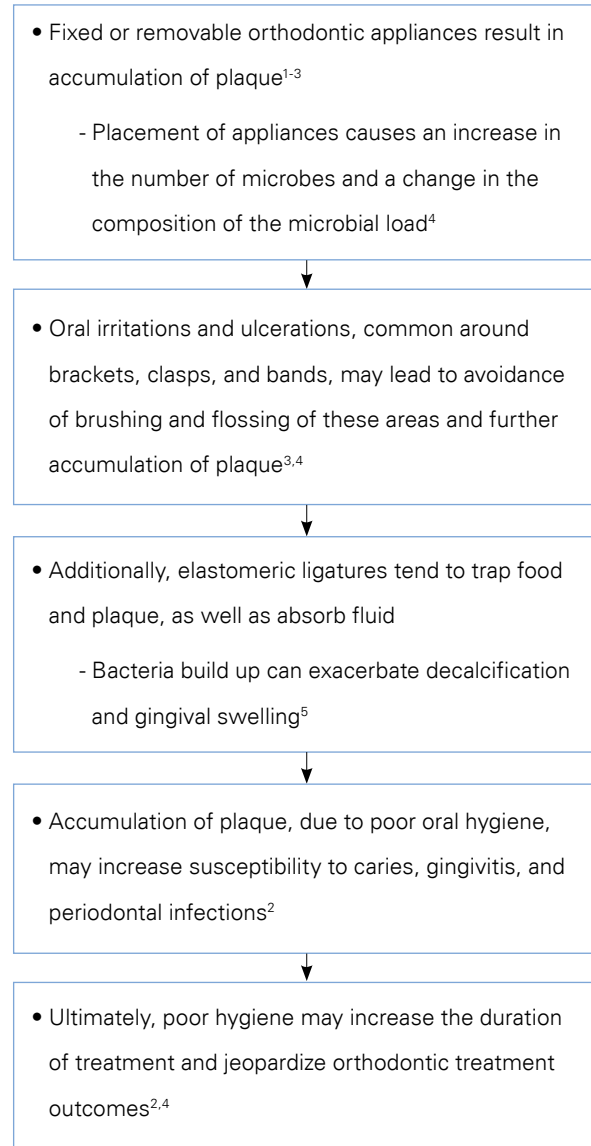 • Fixed or removable orthodontic appliances result in
accumulation of plaque¹⁻³
- Placement of appliances causes an increase in
the number of microbes and a change in the
composition of the microbial load⁴
• Oral irritations and ulcerations, common around
brackets, clasps, and bands, may lead to avoidance
of brushing and flossing of these areas and further
accumulation of plaque³,⁴
• Additionally, elastomeric ligatures tend to trap food
and plaque, as well as absorb fluid
- Bacteria build up can exacerbate decalcification
and gingival swelling⁵
• Accumulation of plaque, due to poor oral hygiene,
may increase susceptibility to caries, gingivitis, and
periodontal infections²
• Ultimately, poor hygiene may increase the duration
of treatment and jeopardize orthodontic treatment
outcomes²,⁴